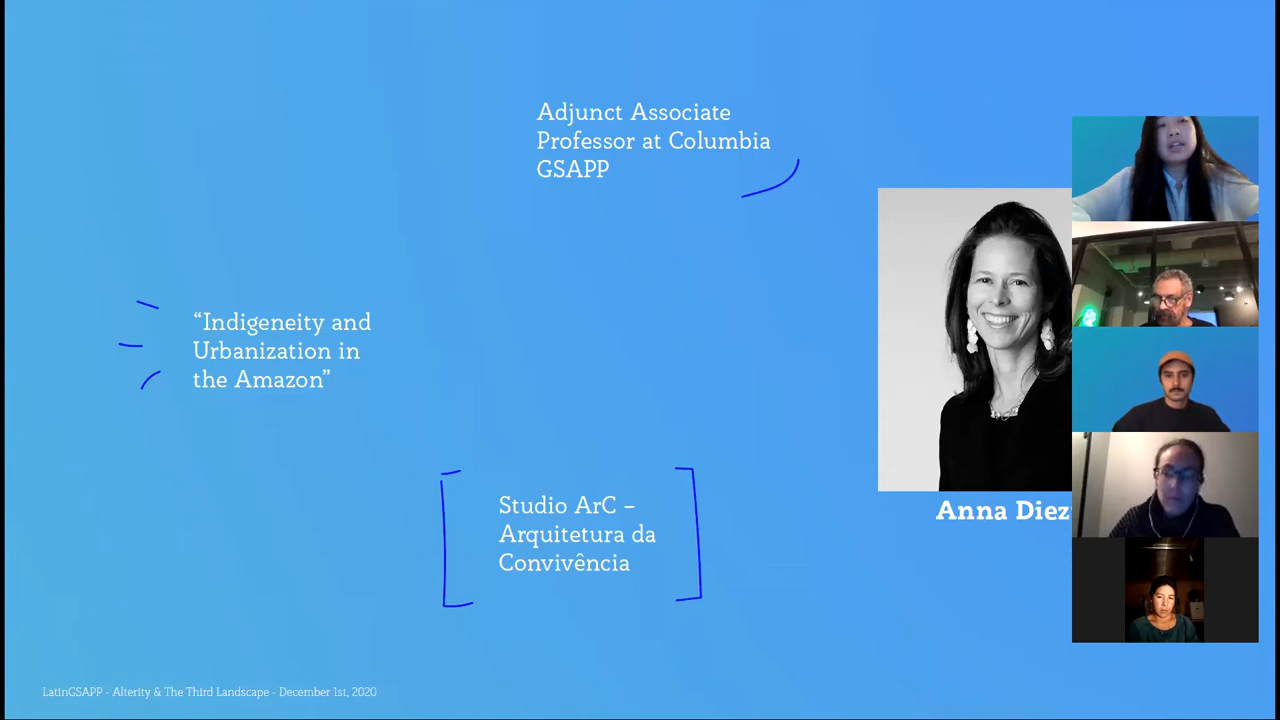 Adjunct Associate
Professor at Columbia
GSAPP
“Indigeneity and
Urbanization in
the Amazon”
Studio ArC –
Arquitetura da
Convivência
Anna Diez
LatinGSAPP - Alterity & The Third Landscape - December 1st, 2020